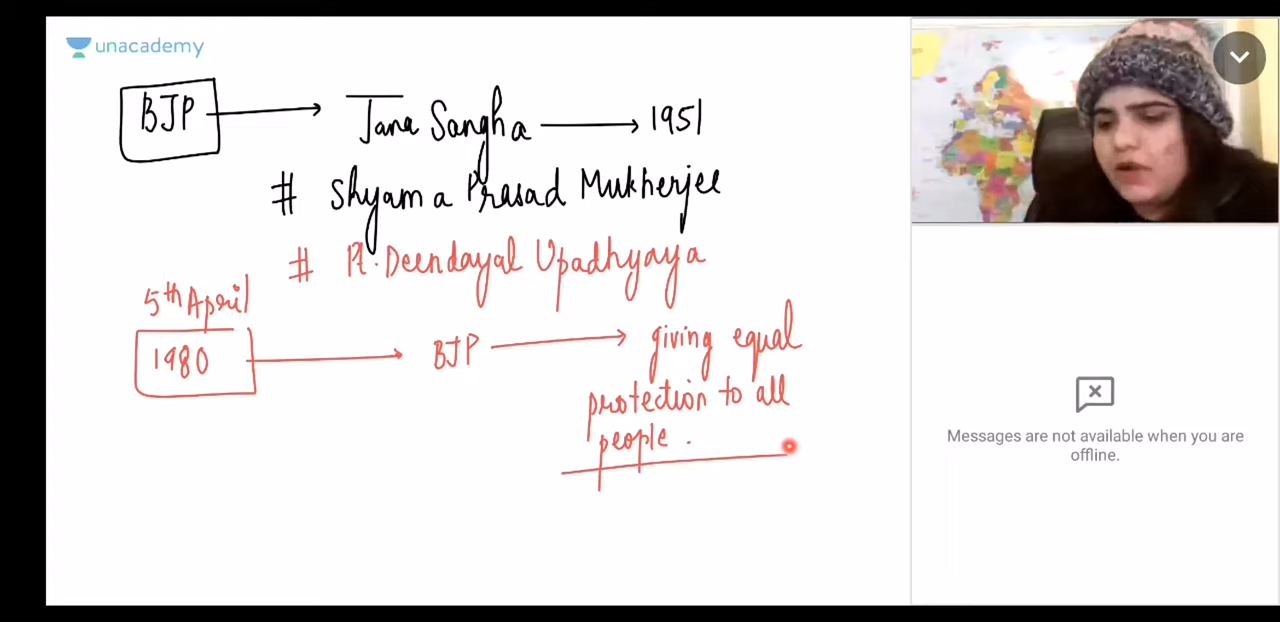 unacademy
BJP → Jana Sangha → 1951
# Shyama Prasad Mukherjee
# Pt. Deendayal Upadhyaya
5th April
1980 → BJP → giving equal
protection to all
people.
Messages are not available when you are
offline.